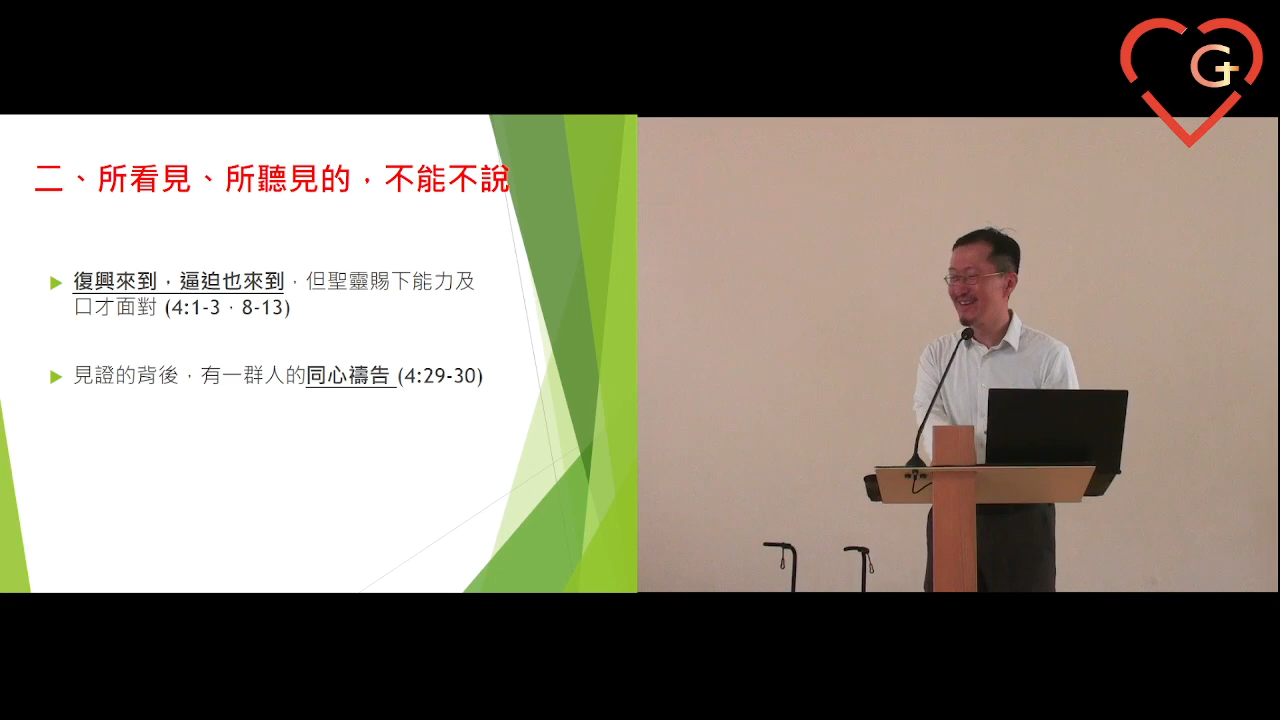 G
二、所看見、所聽見的，不能不說
復興來到，逼迫也來到，但聖靈賜下能力及
口才面對 (4:1-3，8-13)
見證的背後，有一群人的同心禱告 (4:29-30)